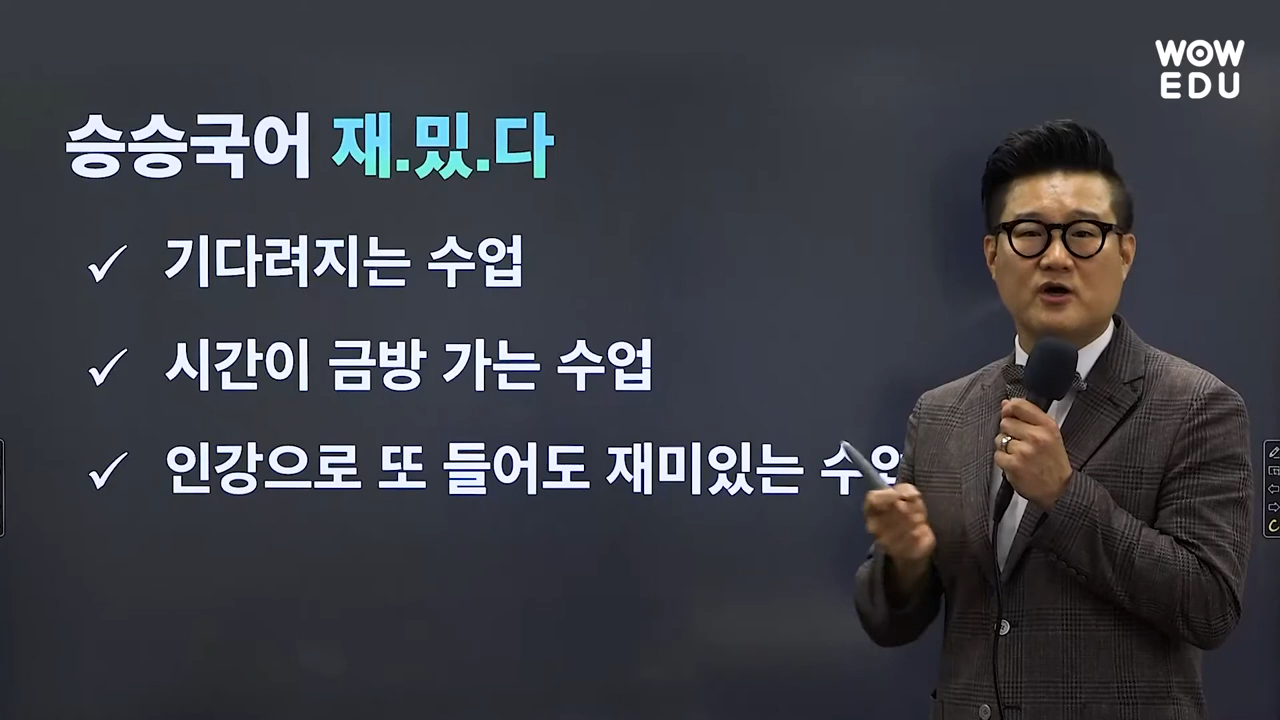 WOW
EDU
승승국어 재.밌.다
✓ 기다려지는 수업
✓ 시간이 금방 가는 수업
✓ 인강으로 또 들어도 재미있는